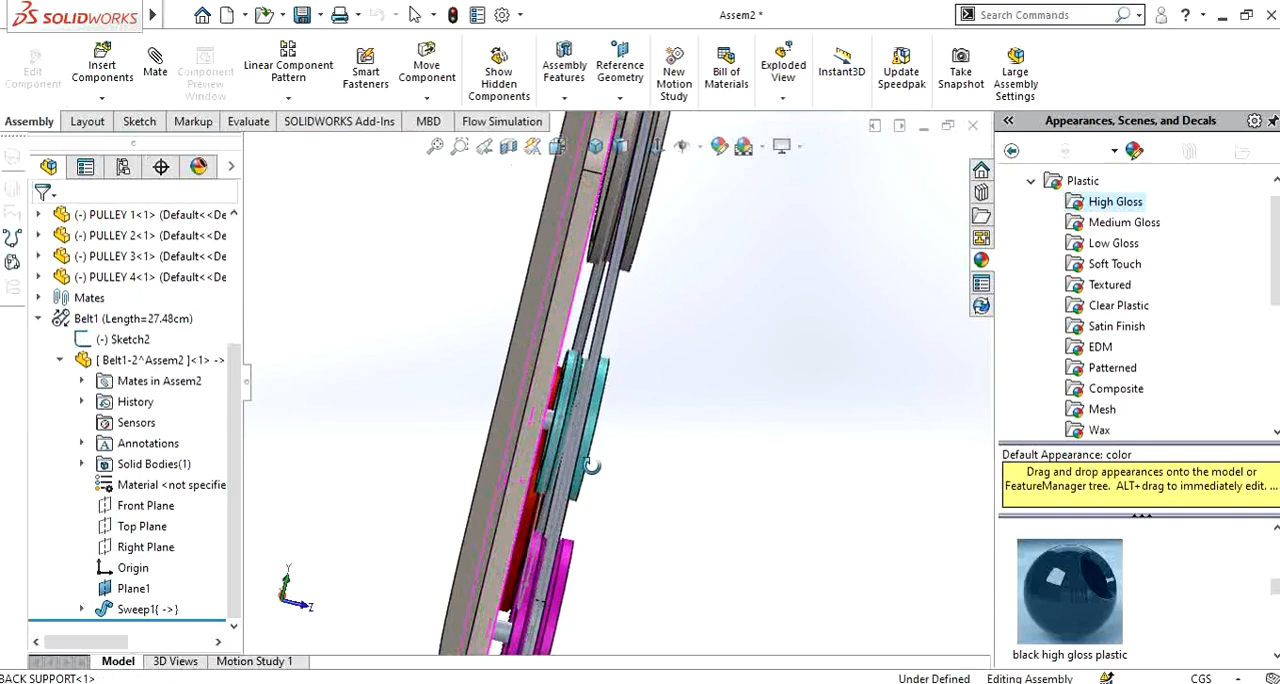 SOLIDWORKS
Assem2 *
Search Commands
Edit Component
Insert Components
Mate
Component Preview Window
Linear Component Pattern
Smart Fasteners
Move Component
Show Hidden Components
Assembly Features
Reference Geometry
New Motion Study
Bill of Materials
Exploded View
Instant3D
Update Speedpak
Take Snapshot
Large Assembly Settings
Assembly
Layout
Sketch
Markup
Evaluate
SOLIDWORKS Add-Ins
MBD
Flow Simulation
(-) PULLEY 1<1> (Default<<De
(-) PULLEY 2<1> (Default<<De
(-) PULLEY 3<1> (Default<<De
(-) PULLEY 4<1> (Default<<De
Mates
Belt1 (Length=27.48cm)
(-) Sketch2
[ Belt1-2^Assem2 ]<1> ->
Mates in Assem2
History
Sensors
Annotations
Solid Bodies(1)
Material <not specifie
Front Plane
Top Plane
Right Plane
Origin
Plane1
Sweep1{ ->}
Y
Z
Appearances, Scenes, and Decals
Plastic
High Gloss
Medium Gloss
Low Gloss
Soft Touch
Textured
Clear Plastic
Satin Finish
EDM
Patterned
Composite
Mesh
Wax
Default Appearance: color
Drag and drop appearances onto the model or
FeatureManager tree. ALT+drag to immediately edit. ...
black high gloss plastic
Model
3D Views
Motion Study 1
BACK SUPPORT<1>
Under Defined
Editing Assembly
CGS